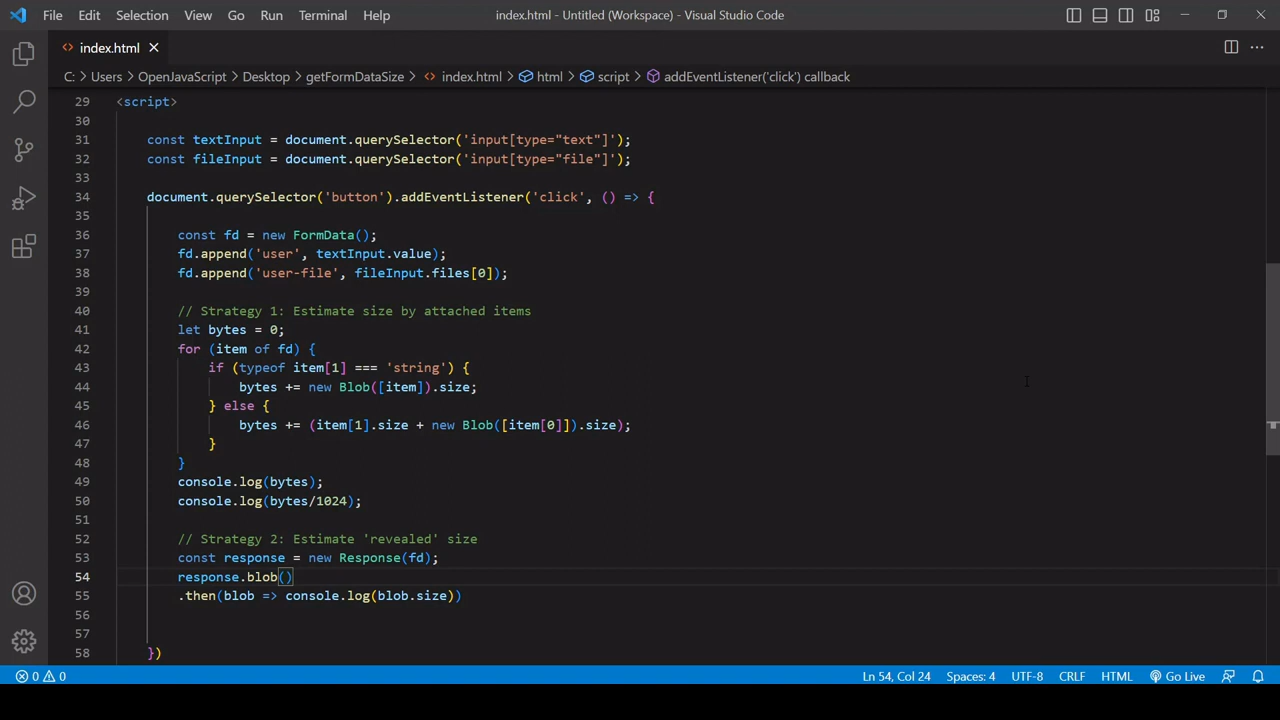 File Edit Selection View Go Run Terminal Help index.html - Untitled (Workspace) - Visual Studio Code
index.html
C: > Users > OpenJavaScript > Desktop > getFormDataSize > index.html > html > script > addEventListener('click') callback
29 <script>
30
31 const textInput = document.querySelector('input[type="text"]');
32 const fileInput = document.querySelector('input[type="file"]');
33
34 document.querySelector('button').addEventListener('click', () => {
35
36 const fd = new FormData();
37 fd.append('user', textInput.value);
38 fd.append('user-file', fileInput.files[0]);
39
40 // Strategy 1: Estimate size by attached items
41 let bytes = 0;
42 for (item of fd) {
43 if (typeof item[1] === 'string') {
44 bytes += new Blob([item]).size;
45 } else {
46 bytes += (item[1].size + new Blob([item[0]]).size);
47 }
48 }
49 console.log(bytes);
50 console.log(bytes/1024);
51
52 // Strategy 2: Estimate 'revealed' size
53 const response = new Response(fd);
54 response.blob()
55 .then(blob => console.log(blob.size))
56
57
58 })
0 0 Ln 54, Col 24 Spaces: 4 UTF-8 CRLF HTML Go Live